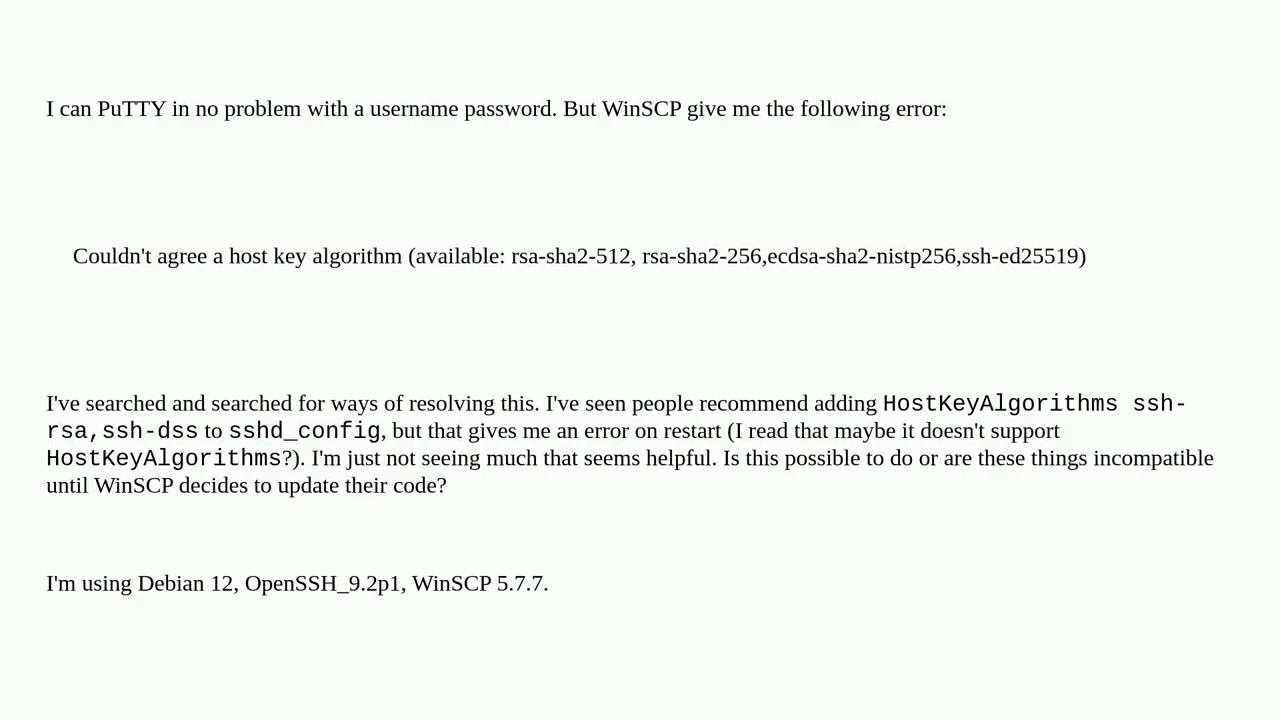 I can PuTTY in no problem with a username password. But WinSCP give me the following error:
Couldn't agree a host key algorithm (available: rsa-sha2-512, rsa-sha2-256,ecdsa-sha2-nistp256,ssh-ed25519)
I've searched and searched for ways of resolving this. I've seen people recommend adding HostKeyAlgorithms ssh-
rsa,ssh-dss to sshd_config, but that gives me an error on restart (I read that maybe it doesn't support
HostKeyAlgorithms?). I'm just not seeing much that seems helpful. Is this possible to do or are these things incompatible
until WinSCP decides to update their code?
I'm using Debian 12, OpenSSH_9.2p1, WinSCP 5.7.7.